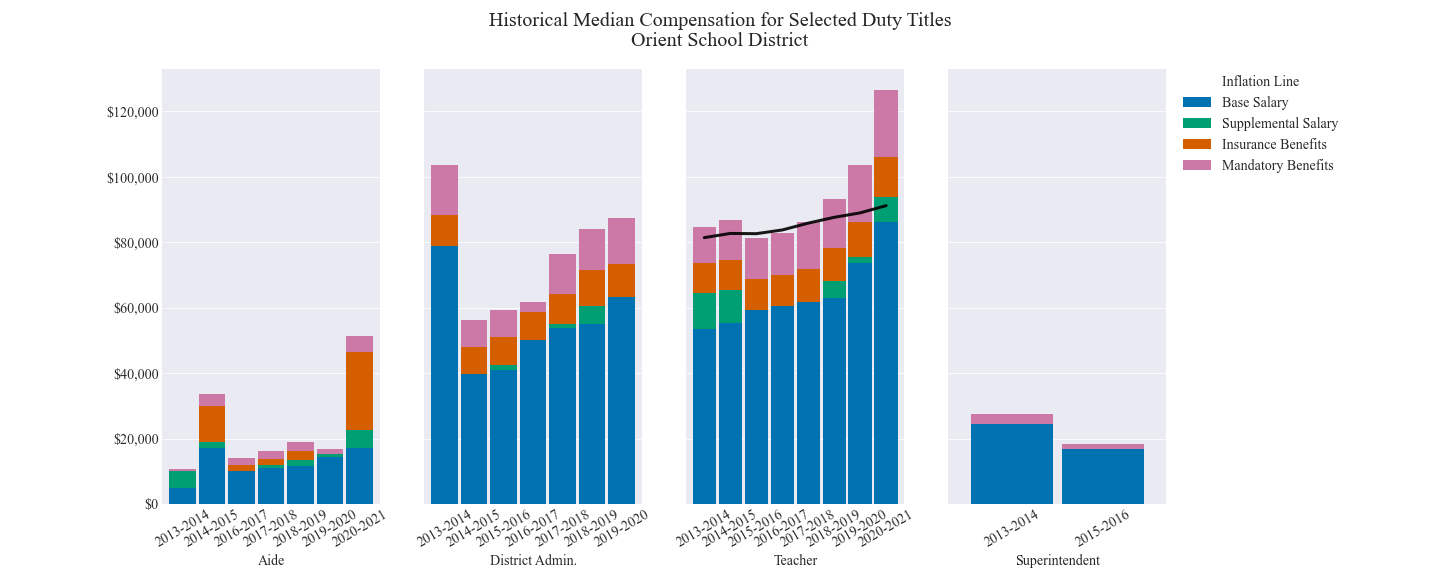 Historical Median Compensation for Selected Duty Titles
Orient School District
Inflation Line
Base Salary
Supplemental Salary
Insurance Benefits
Mandatory Benefits
$120,000
$100,000
$80,000
$60,000
$40,000
$20,000
$0
2013-2014
2014-2015
2016-2017
2017-2018
2018-2019
2019-2020
2020-2021
Aide
2013-2014
2014-2015
2015-2016
2016-2017
2017-2018
2018-2019
2019-2020
District Admin.
2013-2014
2014-2015
2015-2016
2016-2017
2017-2018
2018-2019
2019-2020
2020-2021
Teacher
2013-2014
2015-2016
Superintendent